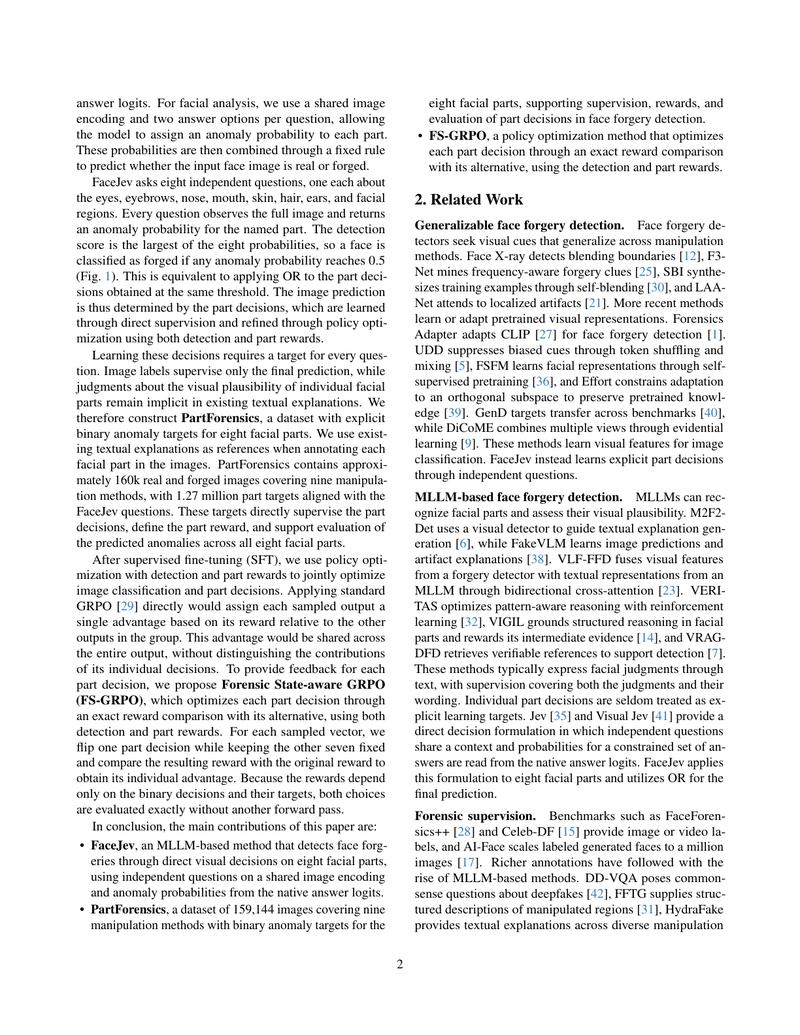 answer logits. For facial analysis, we use a shared image
encoding and two answer options per question, allowing
the model to assign an anomaly probability to each part.
These probabilities are then combined through a fixed rule
to predict whether the input face image is real or forged.
FaceJev asks eight independent questions, one each about
the eyes, eyebrows, nose, mouth, skin, hair, ears, and facial
regions. Every question observes the full image and returns
an anomaly probability for the named part. The detection
score is the largest of the eight probabilities, so a face is
classified as forged if any anomaly probability reaches 0.5
(Fig. 1). This is equivalent to applying OR to the part deci-
sions obtained at the same threshold. The image prediction
is thus determined by the part decisions, which are learned
through direct supervision and refined through policy opti-
mization using both detection and part rewards.
Learning these decisions requires a target for every ques-
tion. Image labels supervise only the final prediction, while
judgments about the visual plausibility of individual facial
parts remain implicit in existing textual explanations. We
therefore construct PartForensics, a dataset with explicit
binary anomaly targets for eight facial parts. We use exist-
ing textual explanations as references when annotating each
facial part in the images. PartForensics contains approxi-
mately 160k real and forged images covering nine manipula-
tion methods, with 1.27 million part targets aligned with the
FaceJev questions. These targets directly supervise the part
decisions, define the part reward, and support evaluation of
the predicted anomalies across all eight facial parts.
After supervised fine-tuning (SFT), we use policy opti-
mization with detection and part rewards to jointly optimize
image classification and part decisions. Applying standard
GRPO [29] directly would assign each sampled output a
single advantage based on its reward relative to the other
outputs in the group. This advantage would be shared across
the entire output, without distinguishing the contributions
of its individual decisions. To provide feedback for each
part decision, we propose Forensic State-aware GRPO
(FS-GRPO), which optimizes each part decision through
an exact reward comparison with its alternative, using both
detection and part rewards. For each sampled vector, we
flip one part decision while keeping the other seven fixed
and compare the resulting reward with the original reward to
obtain its individual advantage. Because the rewards depend
only on the binary decisions and their targets, both choices
are evaluated exactly without another forward pass.
In conclusion, the main contributions of this paper are:
• FaceJev, an MLLM-based method that detects face forg-
eries through direct visual decisions on eight facial parts,
using independent questions on a shared image encoding
and anomaly probabilities from the native answer logits.
• PartForensics, a dataset of 159,144 images covering nine
manipulation methods with binary anomaly targets for the
eight facial parts, supporting supervision, rewards, and
evaluation of part decisions in face forgery detection.
• FS-GRPO, a policy optimization method that optimizes
each part decision through an exact reward comparison
with its alternative, using the detection and part rewards.
2. Related Work
Generalizable face forgery detection. Face forgery de-
tectors seek visual cues that generalize across manipulation
methods. Face X-ray detects blending boundaries [12], F3-
Net mines frequency-aware forgery clues [25], SBI synthe-
sizes training examples through self-blending [30], and LAA-
Net attends to localized artifacts [21]. More recent methods
learn or adapt pretrained visual representations. Forensics
Adapter adapts CLIP [27] for face forgery detection [1].
UDD suppresses biased cues through token shuffling and
mixing [5], FSFM learns facial representations through self-
supervised pretraining [36], and Effort constrains adaptation
to an orthogonal subspace to preserve pretrained knowl-
edge [39]. GenD targets transfer across benchmarks [40],
while DiCoME combines multiple views through evidential
learning [9]. These methods learn visual features for image
classification. FaceJev instead learns explicit part decisions
through independent questions.
MLLM-based face forgery detection. MLLMs can rec-
ognize facial parts and assess their visual plausibility. M2F2-
Det uses a visual detector to guide textual explanation gen-
eration [6], while FakeVLM learns image predictions and
artifact explanations [38]. VLF-FFD fuses visual features
from a forgery detector with textual representations from an
MLLM through bidirectional cross-attention [23]. VERI-
TAS optimizes pattern-aware reasoning with reinforcement
learning [32], VIGIL grounds structured reasoning in facial
parts and rewards its intermediate evidence [14], and VRAG-
DFD retrieves verifiable references to support detection [7].
These methods typically express facial judgments through
text, with supervision covering both the judgments and their
wording. Individual part decisions are seldom treated as ex-
plicit learning targets. Jev [35] and Visual Jev [41] provide a
direct decision formulation in which independent questions
share a context and probabilities for a constrained set of an-
swers are read from the native answer logits. FaceJev applies
this formulation to eight facial parts and utilizes OR for the
final prediction.
Forensic supervision. Benchmarks such as FaceForen-
sics++ [28] and Celeb-DF [15] provide image or video la-
bels, and AI-Face scales labeled generated faces to a million
images [17]. Richer annotations have followed with the
rise of MLLM-based methods. DD-VQA poses common-
sense questions about deepfakes [42], FFTG supplies struc-
tured descriptions of manipulated regions [31], HydraFake
provides textual explanations across diverse manipulation
2